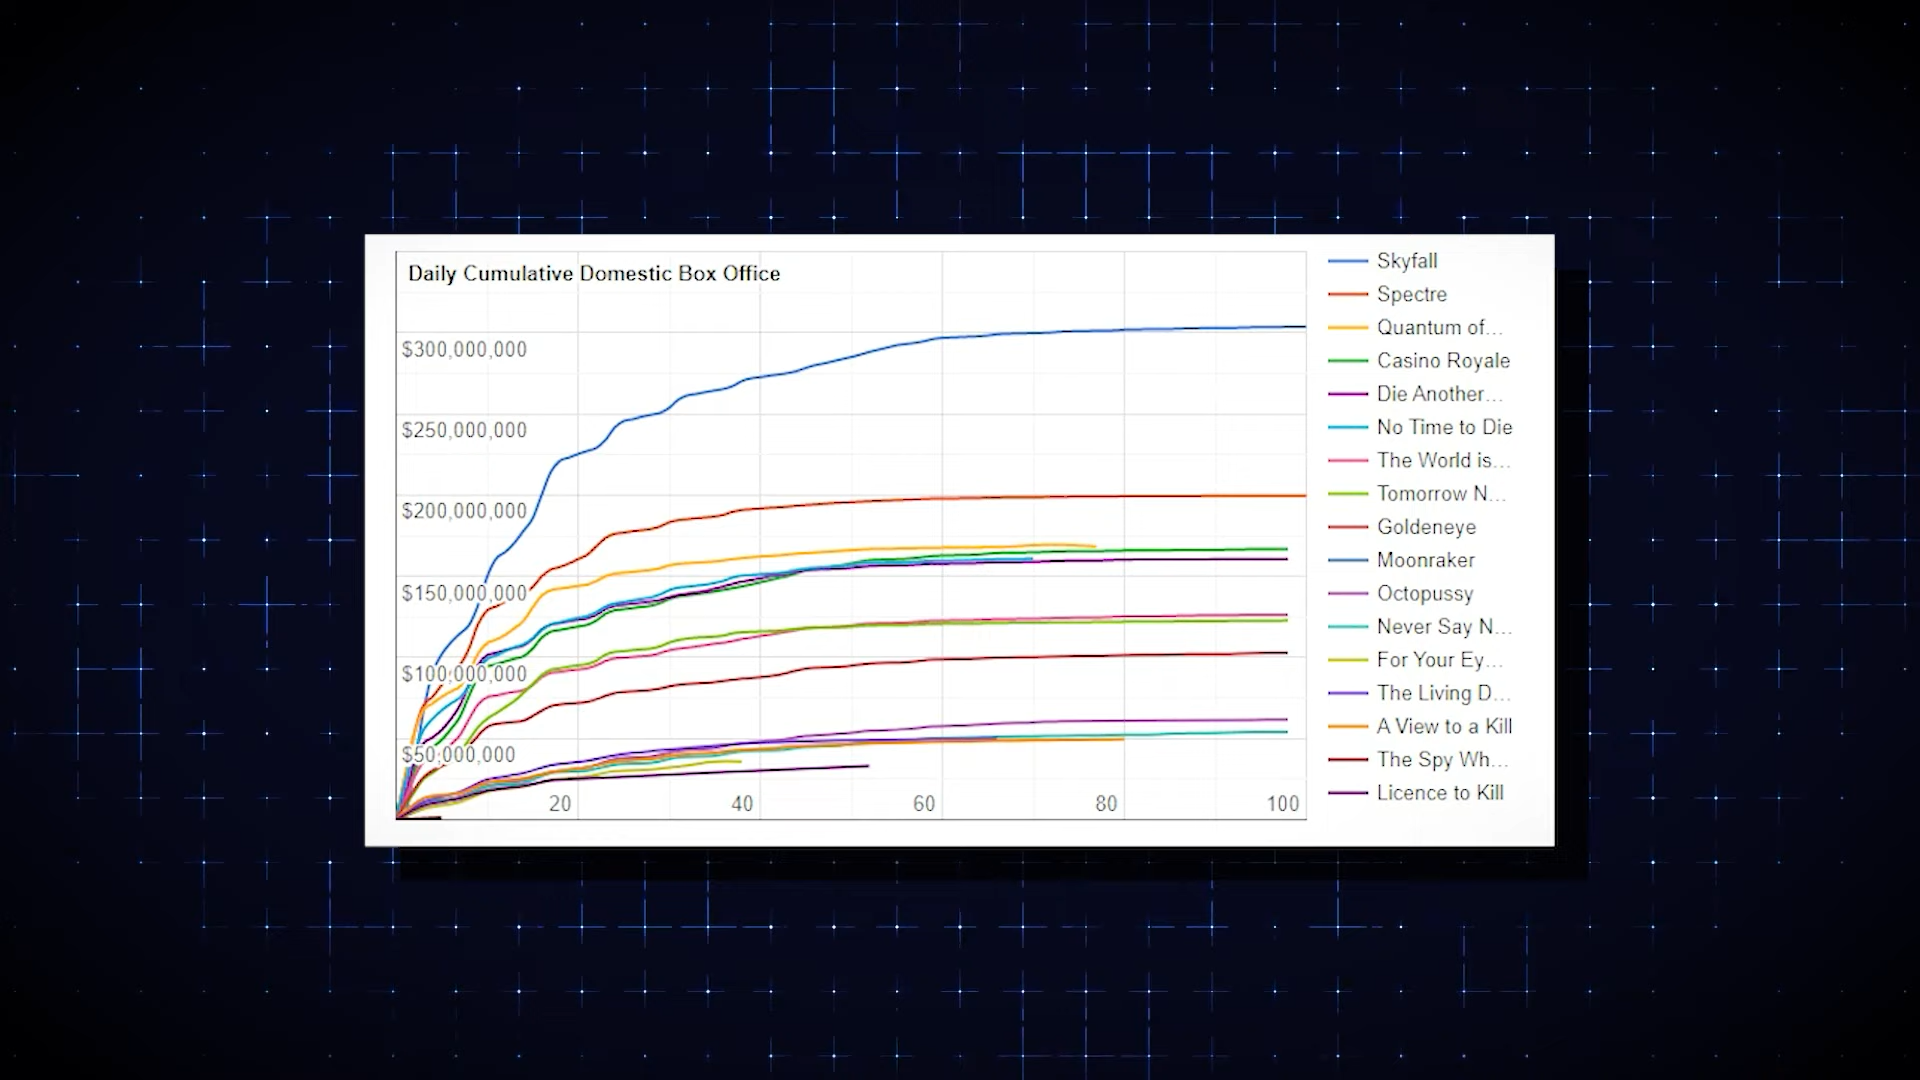 Daily Cumulative Domestic Box Office
$300,000,000
$250,000,000
$200,000,000
$150,000,000
$100,000,000
$50,000,000
20 40 60 80 100
Skyfall
Spectre
Quantum of...
Casino Royale
Die Another...
No Time to Die
The World is...
Tomorrow N...
Goldeneye
Moonraker
Octopussy
Never Say N...
For Your Ey...
The Living D...
A View to a Kill
The Spy Wh...
Licence to Kill